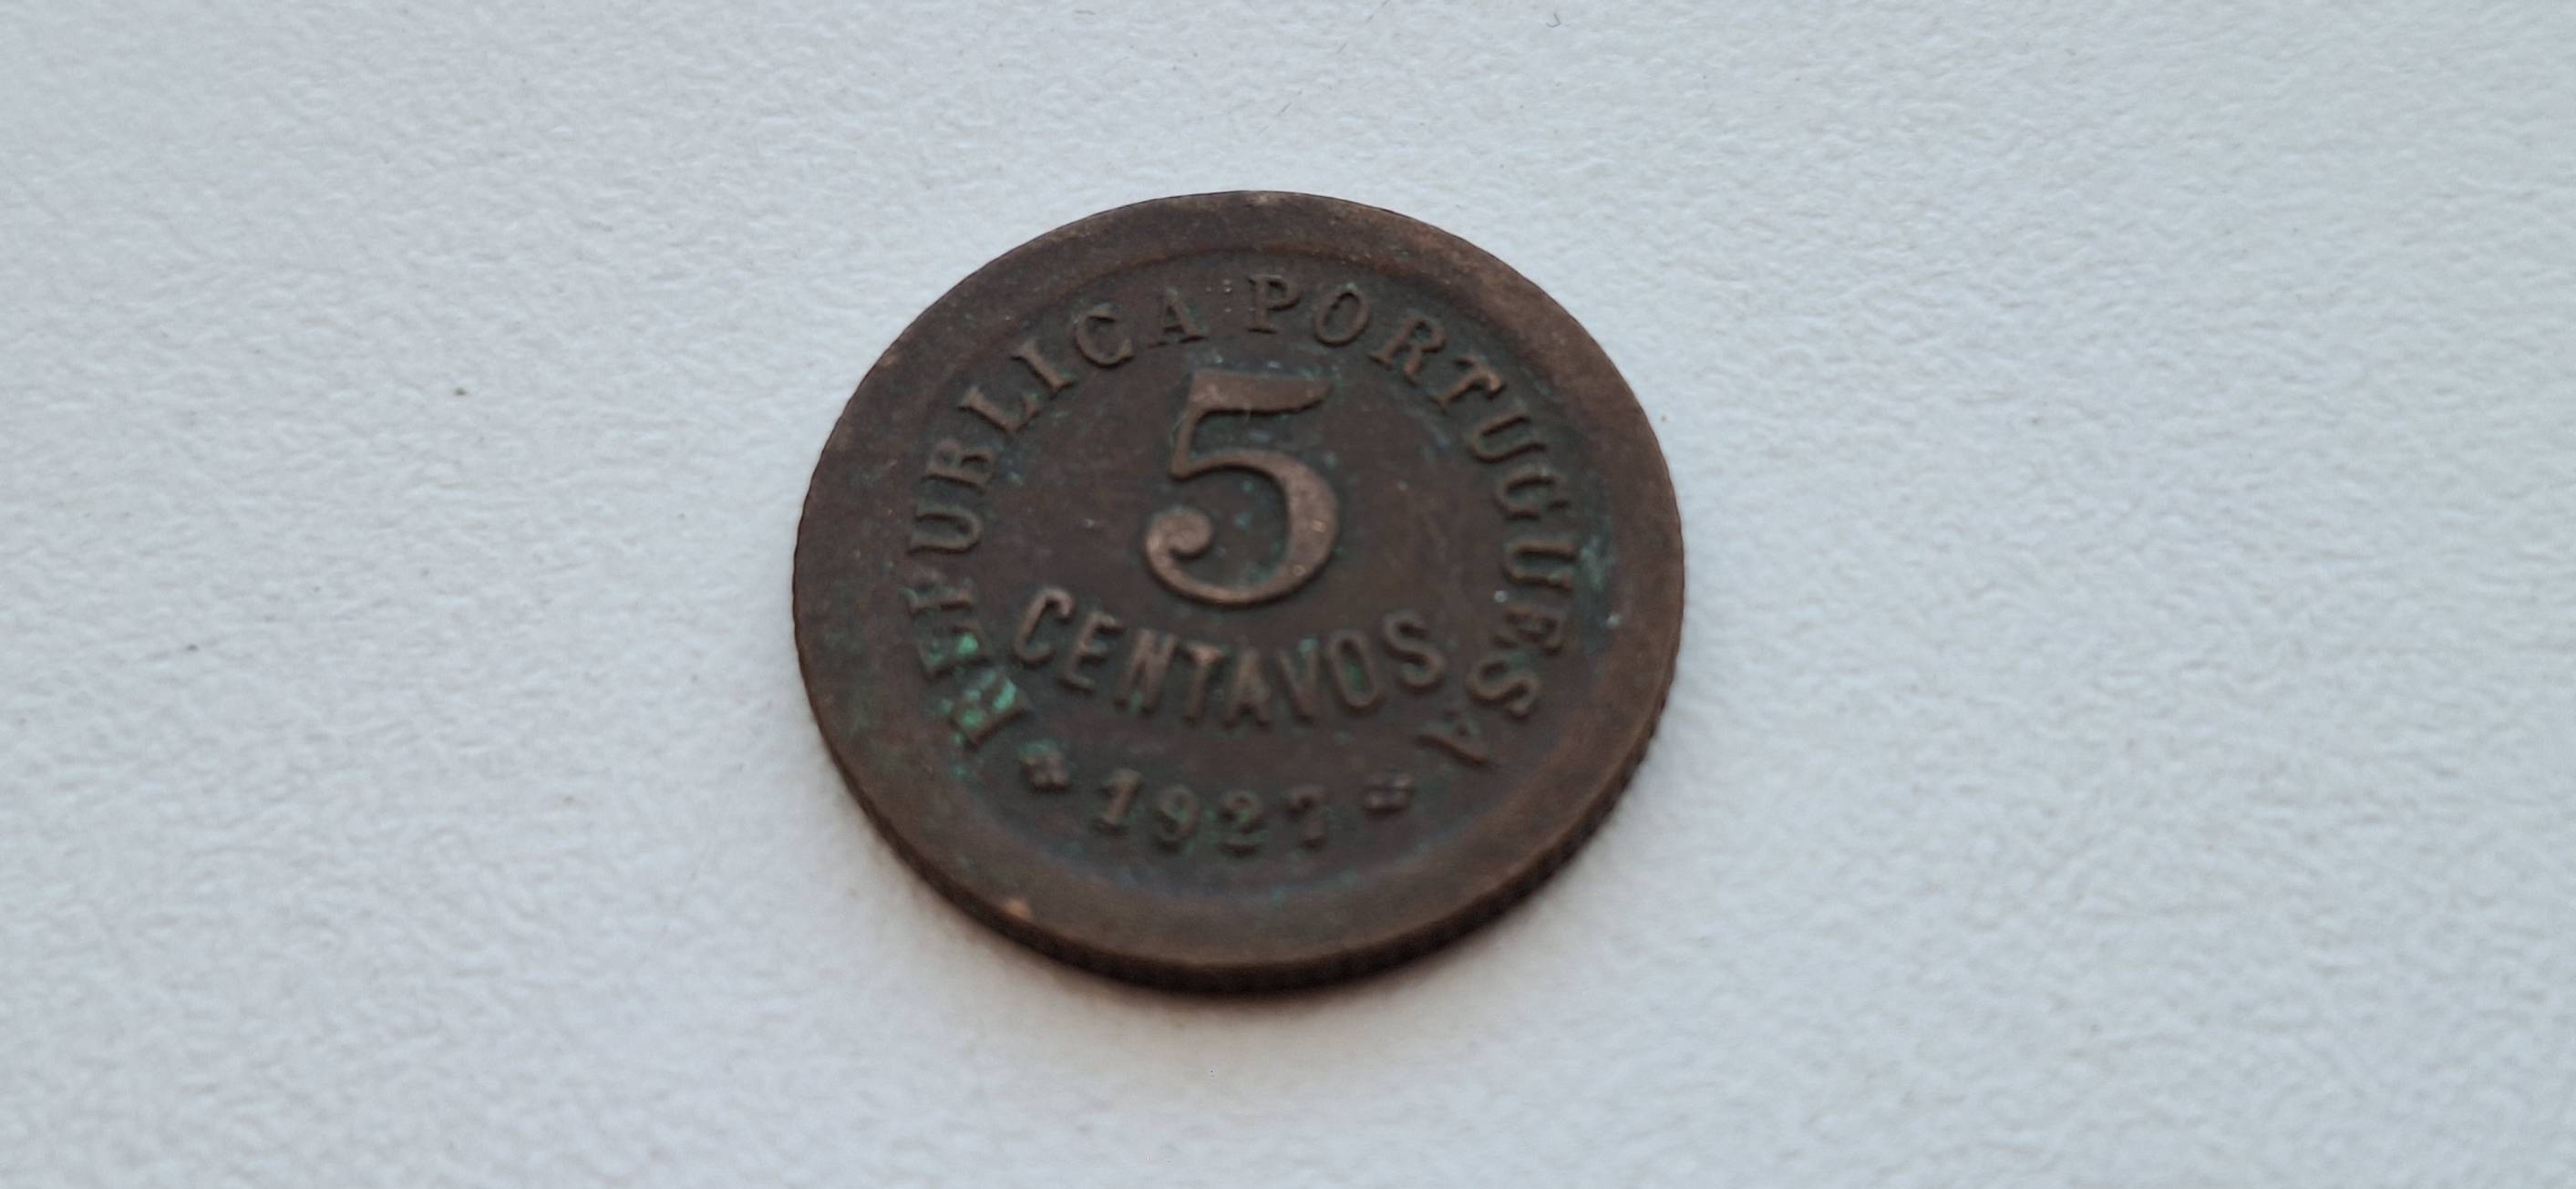 REPUBLICA PORTUGUESA
5
CENTAVOS
* 1927 *